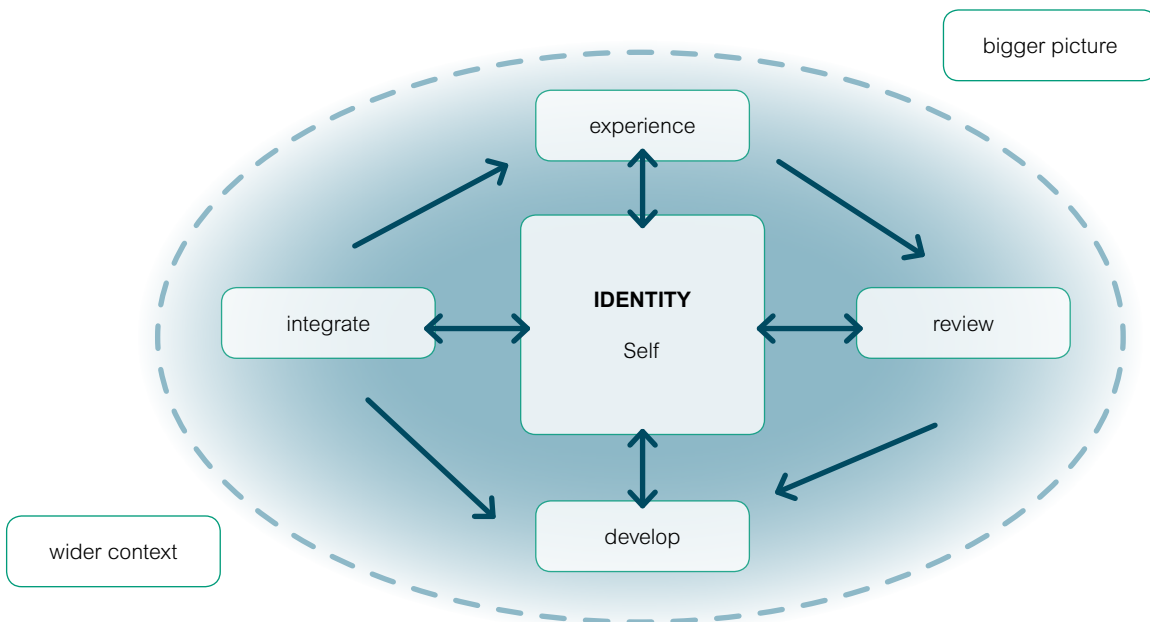 bigger picture
experience
IDENTITY
Self
integrate
review
develop
wider context